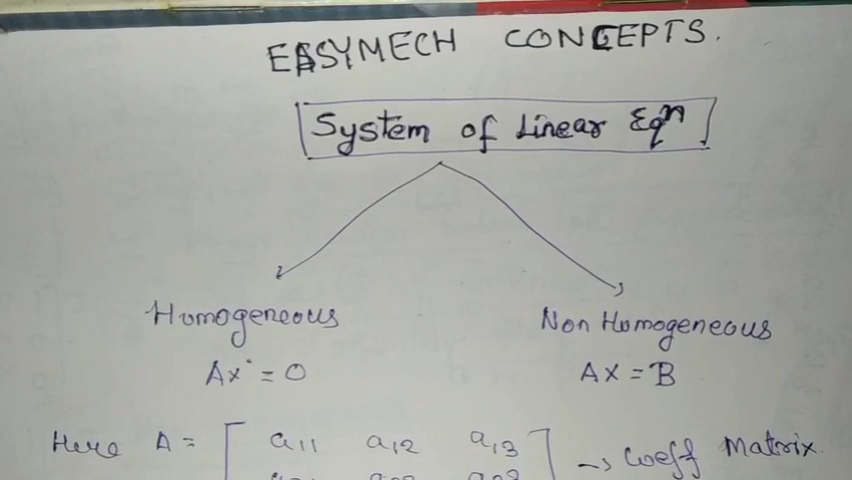 EASYMECH CONCEPTS.
System of Linear Eqn
Homogeneous Non Homogeneous
AX = 0 AX = B
Here A = [ a11 a12 a13 ] → Coeff Matrix.